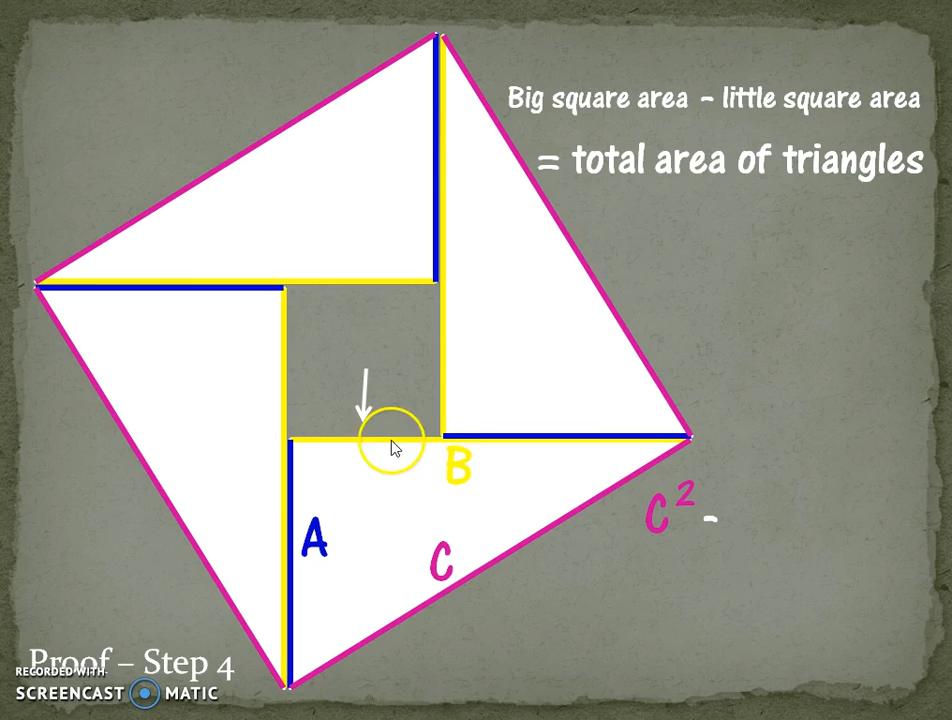 Big square area - little square area
= total area of triangles
B
C² -
A
C
Proof – Step 4
RECORDED WITH
SCREENCAST MATIC